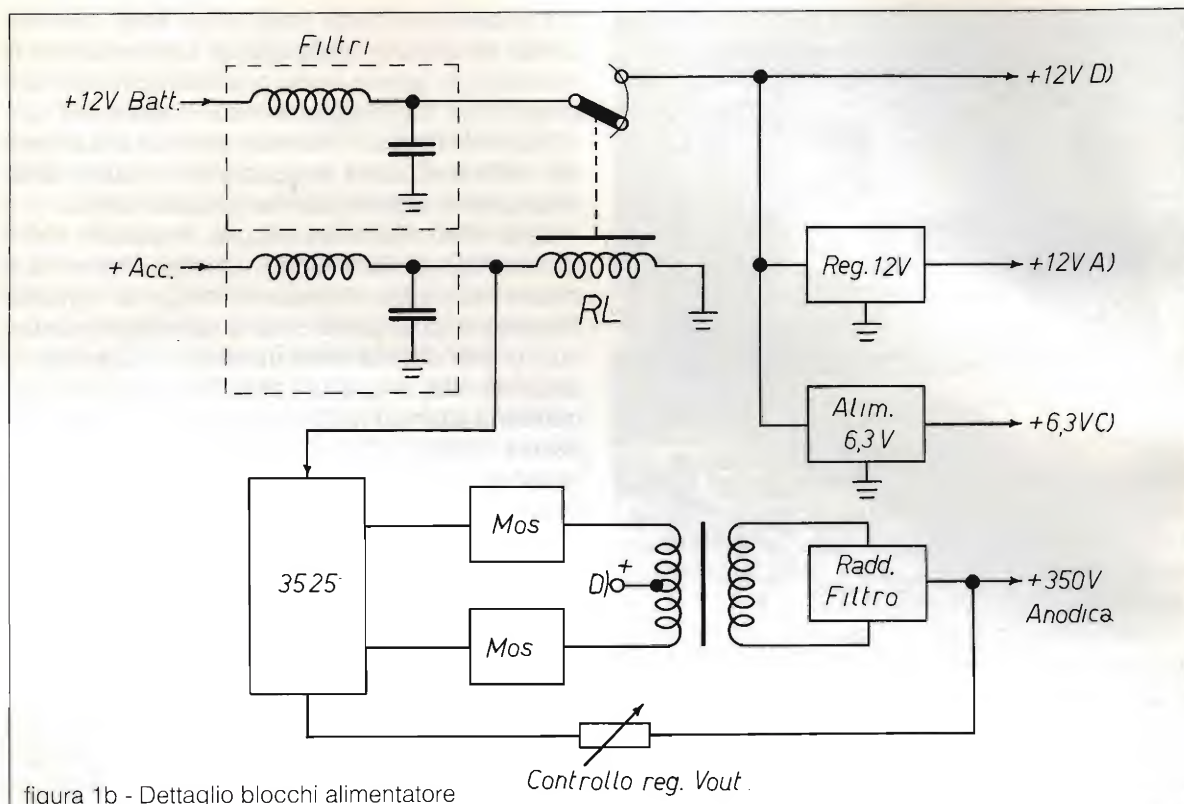 Filtri
+12V Batt.
+12V D)
+ Acc.
RL
Reg. 12V
+12V A)
Alim.
6,3 V
+6,3V C)
3525
Mos
Mos
D)
+
Radd.
Filtro
+350V
Anodica
Controllo reg. Vout.
figura 1b - Dettaglio blocchi alimentatore